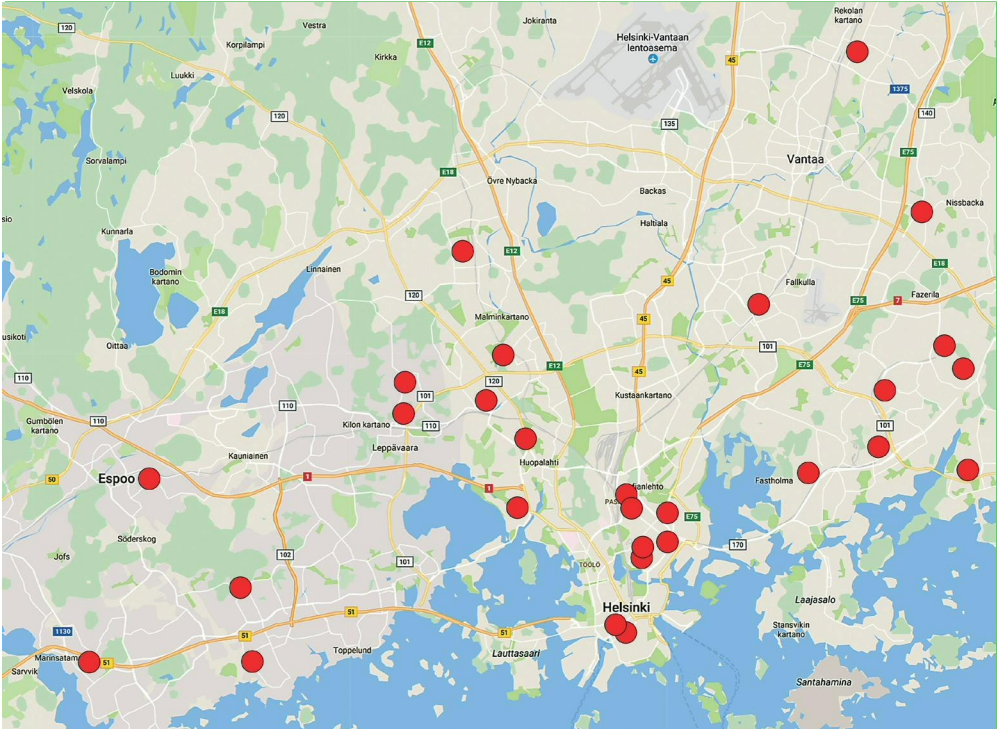 Rekolan
kartano
Jokiranta
Vestra
120
Korpilampi
E12
Helsinki-Vantaan
lentoasema
Kirkka
45
Luukki
Velskola
1375
120
135
140
Sorvalampi
E75
Vantaa
E18
Övre Nybacka
Backas
Nissbacka
sio
Kunnarla
Haltiala
E12
Linnainen
Bodomin
kartano
E18
45
Fallkulla
120
Fazerila
E75
7
E18
Malminkartano
45
usikoti
Oittaa
101
E12
E75
45
110
120
Kustaankartano
101
110
Gumbölen
kartano
110
Kilon kartano
110
101
Leppävaara
Kauniainen
Huopalahti
50
Espoo
1
1
Fastholma
PAS
E75
Söderskog
102
Jofs
101
170
TÖÖLÖ
Helsinki
Laajasalo
51
Stansvikin
kartano
1130
51
51
Toppelund
Lauttasaari
51
Sarvvik
Santahamina